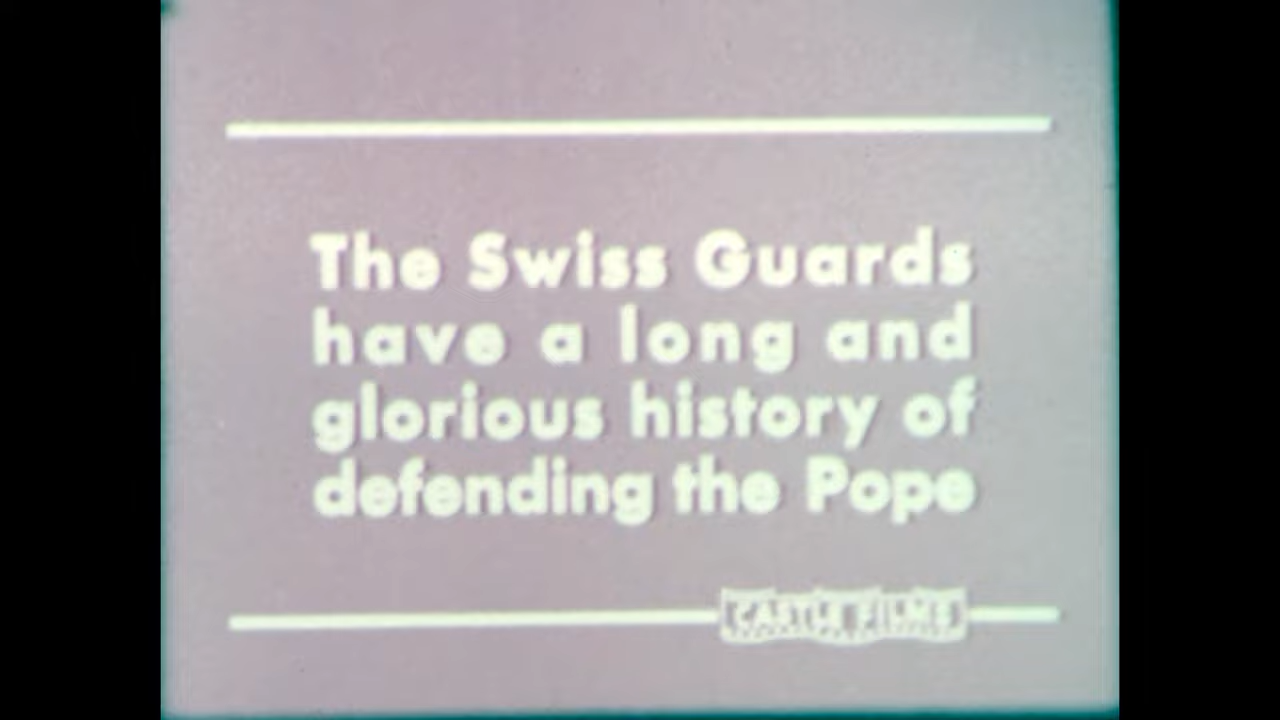 The Swiss Guards
have a long and
glorious history of
defending the Pope
CASTLE FILMS